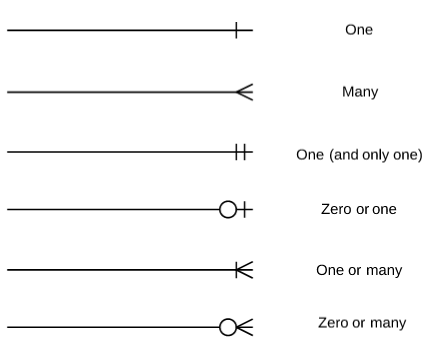 One
Many
One (and only one)
Zero or one
One or many
Zero or many